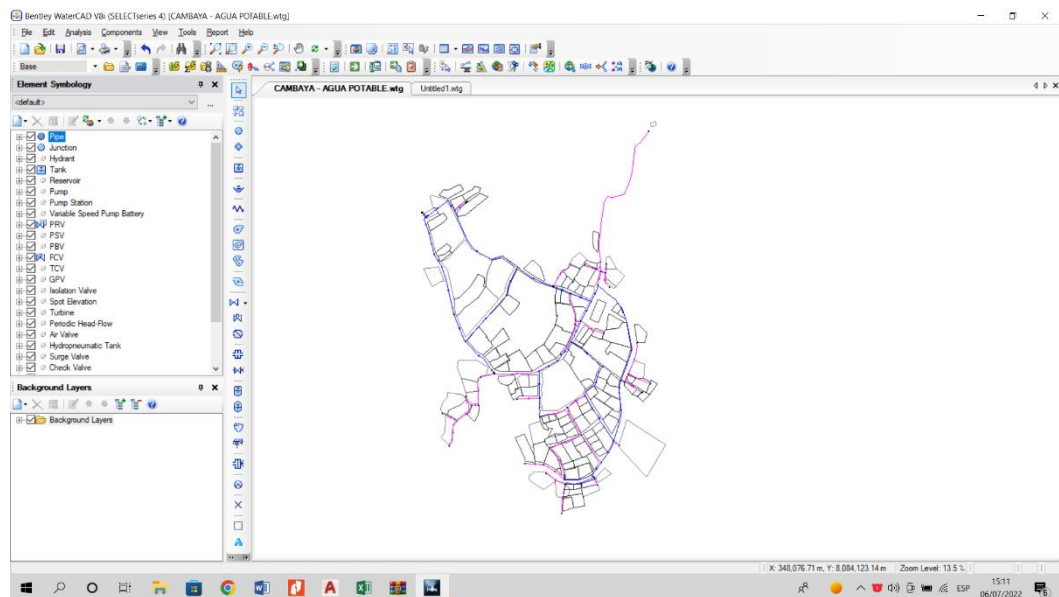 Bentley WaterCAD V8i (SELECTseries 4) [CAMBAYA - AGUA POTABLE.wtg]
File Edit Analysis Components View Tools Report Help
Base
Element Symbology
<default>
Pipe
Junction
Hydrant
Tank
Reservoir
Pump
Pump Station
Variable Speed Pump Battery
PRV
PSV
PBV
FCV
TCV
GPV
Isolation Valve
Spot Elevation
Turbine
Periodic Head-Flow
Air Valve
Hydropneumatic Tank
Surge Valve
Check Valve
Background Layers
Background Layers
CAMBAYA - AGUA POTABLE.wtg Untitled1.wtg
X: 348,076.71 m, Y: 8,084,123.14 m Zoom Level: 13.5 %
ESP
15:11
06/07/2022
6